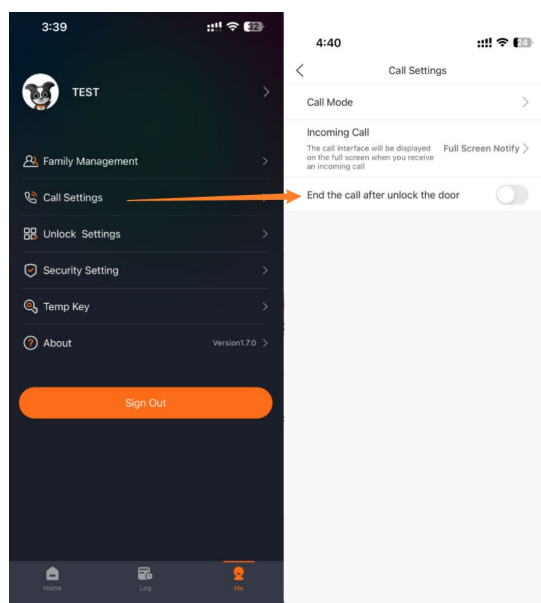 3:39
32
TEST
Family Management
Call Settings
Unlock Settings
Security Setting
Temp Key
About
Version1.7.0
Sign Out
Home
Log
Me
4:40
24
Call Settings
Call Mode
Incoming Call
The call interface will be displayed
on the full screen when you receive
an incoming call
Full Screen Notify
End the call after unlock the door